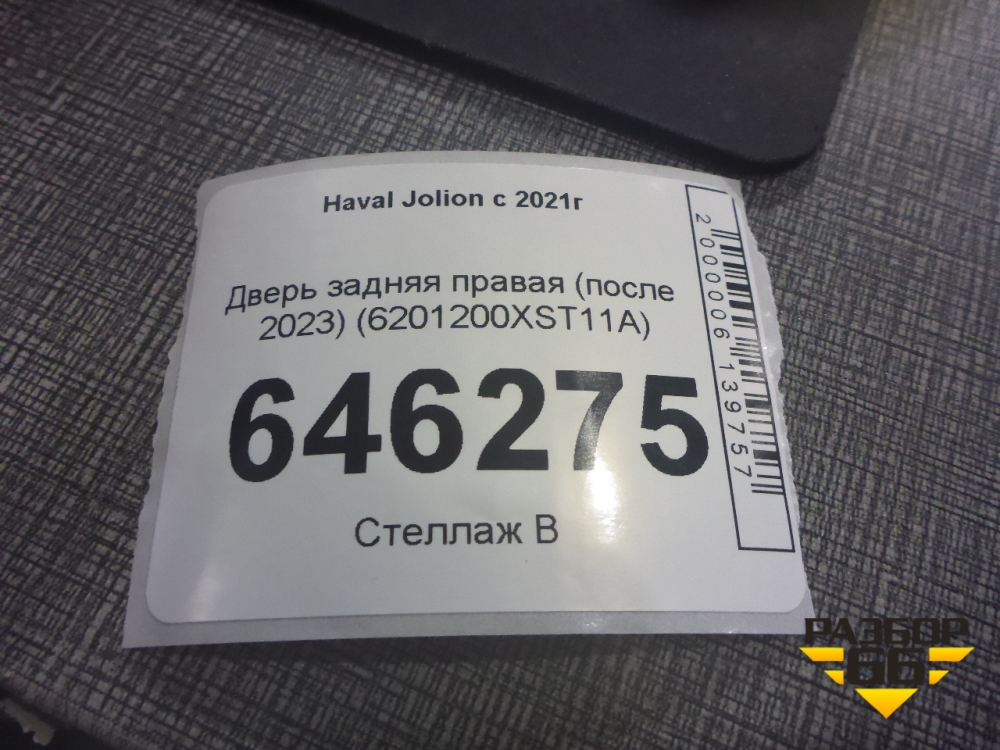 Haval Jolion с 2021г
Дверь задняя правая (после
2023) (6201200XST11A)
646275
Стеллаж В
2000006139757
РАЗБОР
66